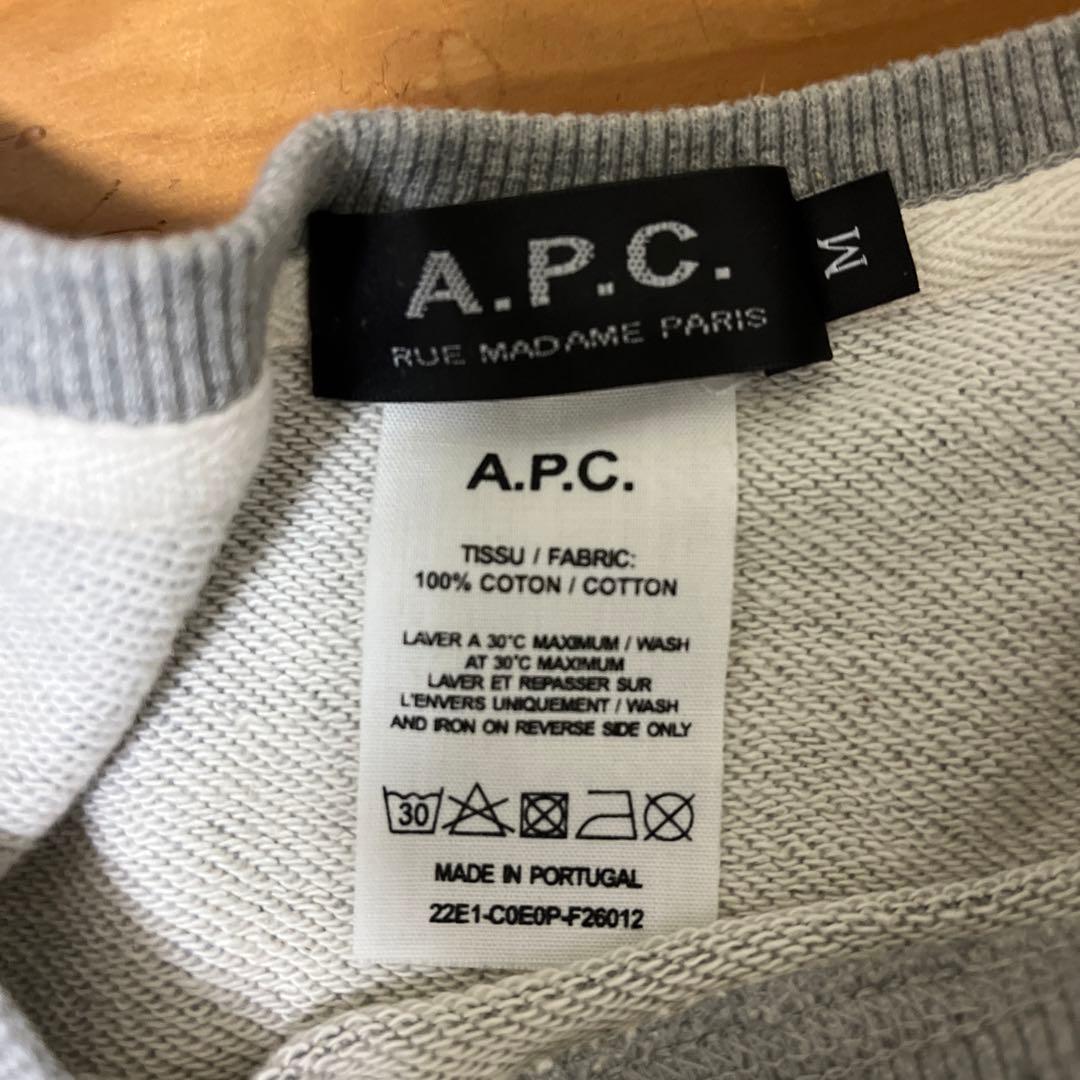 A.P.C.
RUE MADAME PARIS
M
A.P.C.
TISSU / FABRIC:
100% COTON / COTTON
LAVER A 30°C MAXIMUM / WASH
AT 30°C MAXIMUM
LAVER ET REPASSER SUR
L'ENVERS UNIQUEMENT / WASH
AND IRON ON REVERSE SIDE ONLY
30
MADE IN PORTUGAL
22E1-C0E0P-F26012